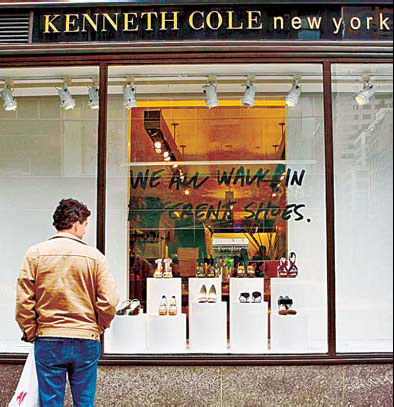 KENNETH COLE new york
WE ALL WALK IN
DIFFERENT SHOES.
H&M